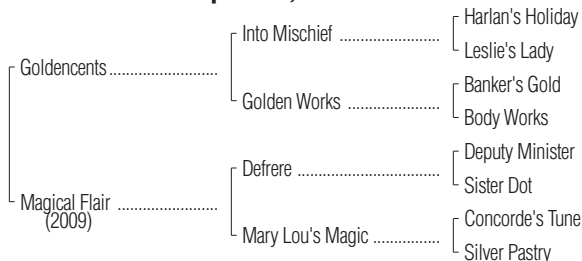 Harlan's Holiday
Into Mischief ....................
Leslie's Lady
Goldencents ......................
Banker's Gold
Golden Works ...................
Body Works
Deputy Minister
Defrere ..............................
Sister Dot
Magical Flair ....................
(2009)
Concorde's Tune
Mary Lou's Magic ................
Silver Pastry